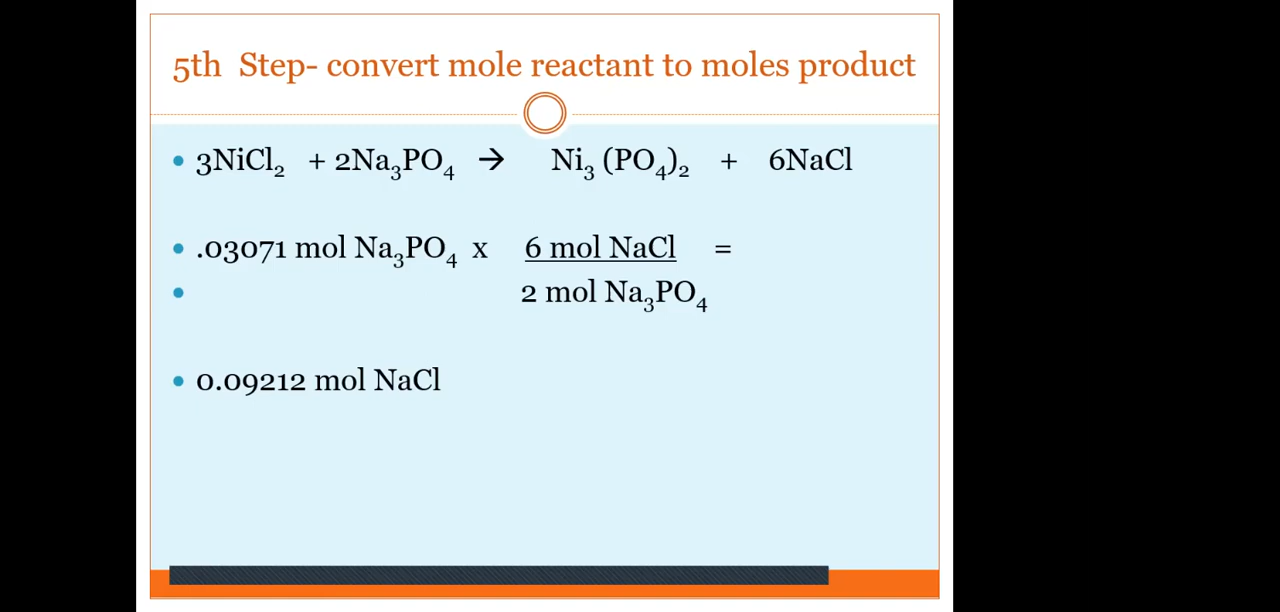 5th Step- convert mole reactant to moles product
• 3NiCl₂ + 2Na₃PO₄ → Ni₃ (PO₄)₂ + 6NaCl
• .03071 mol Na₃PO₄ x 6 mol NaCl =
• 2 mol Na₃PO₄
• 0.09212 mol NaCl